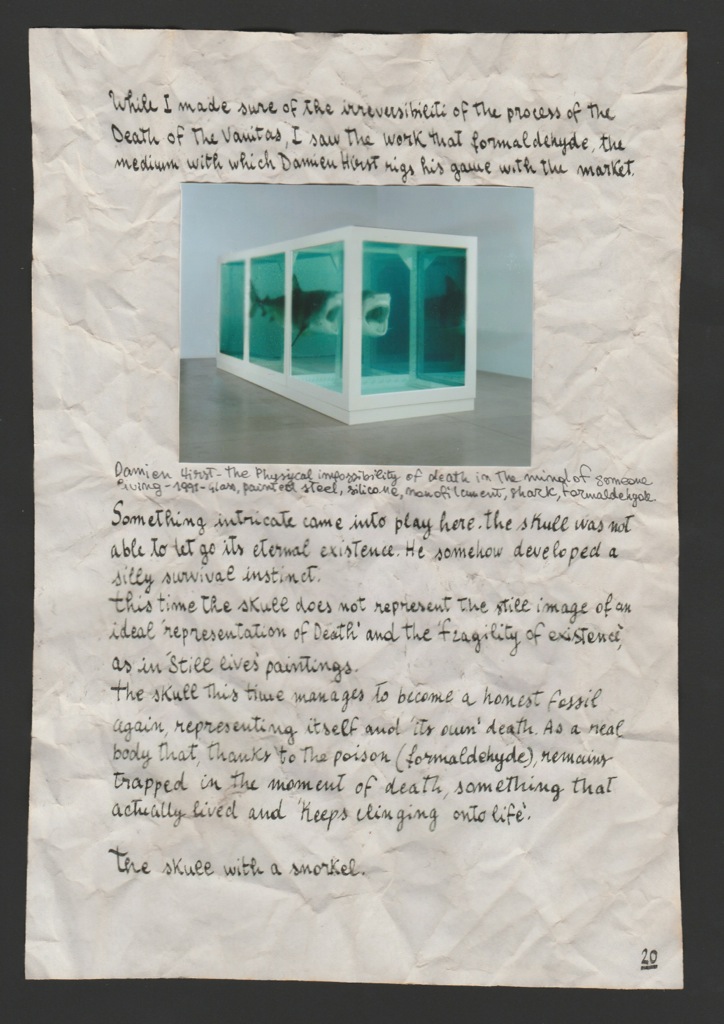 While I made sure of the irreversibiliti of the process of the
Death of the Vanitas, I saw the work that formaldehyde, the
medium with which Damien Hirst rigs his game with the market.
Damien Hirst - the Physical impossibility of death in the mind of someone
living - 1991 - Glass, painted steel, silicone, monofilament, shark, formaldehyde.
Something intricate came into play here. the skull was not
able to let go its eternal existence. He somehow developed a
silly survival instinct.
this time the skull does not represent the still image of an
ideal 'representation of Death' and the 'fragility of existence',
as in 'Still lives' paintings.
the skull this time manages to become a honest fossil
again, representing itself and 'its own' death. As a real
body that, thanks to the poison (formaldehyde), remains
trapped in the moment of death, something that
actually lived and 'keeps clinging onto life'.
the skull with a snorkel.
20